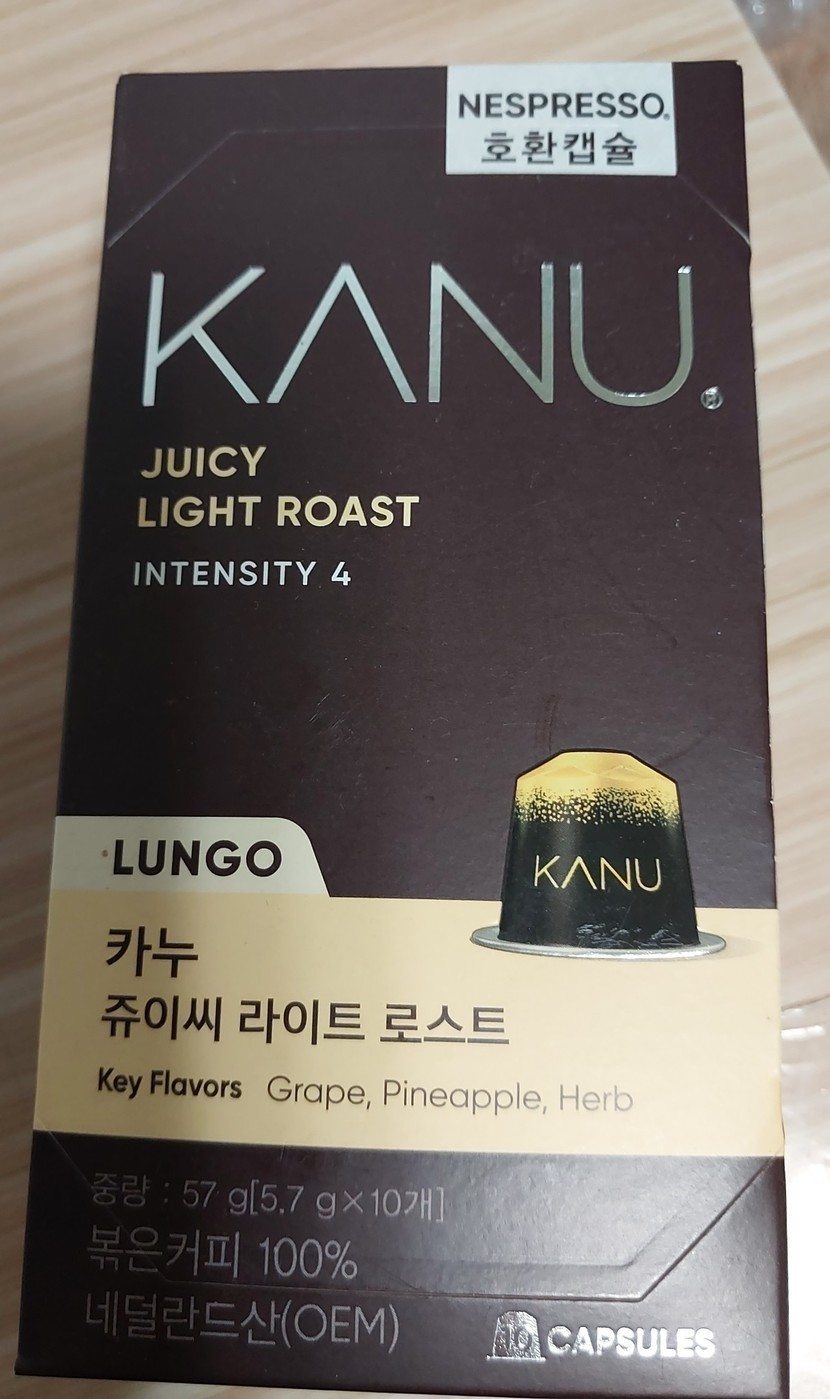 NESPRESSO®
호환캡슐
KANU®
JUICY
LIGHT ROAST
INTENSITY 4
KANU
LUNGO
카누
쥬이씨 라이트 로스트
Key Flavors Grape, Pineapple, Herb
중량 : 57 g[5.7 g×10개]
볶은커피 100%
네덜란드산(OEM)
10 CAPSULES